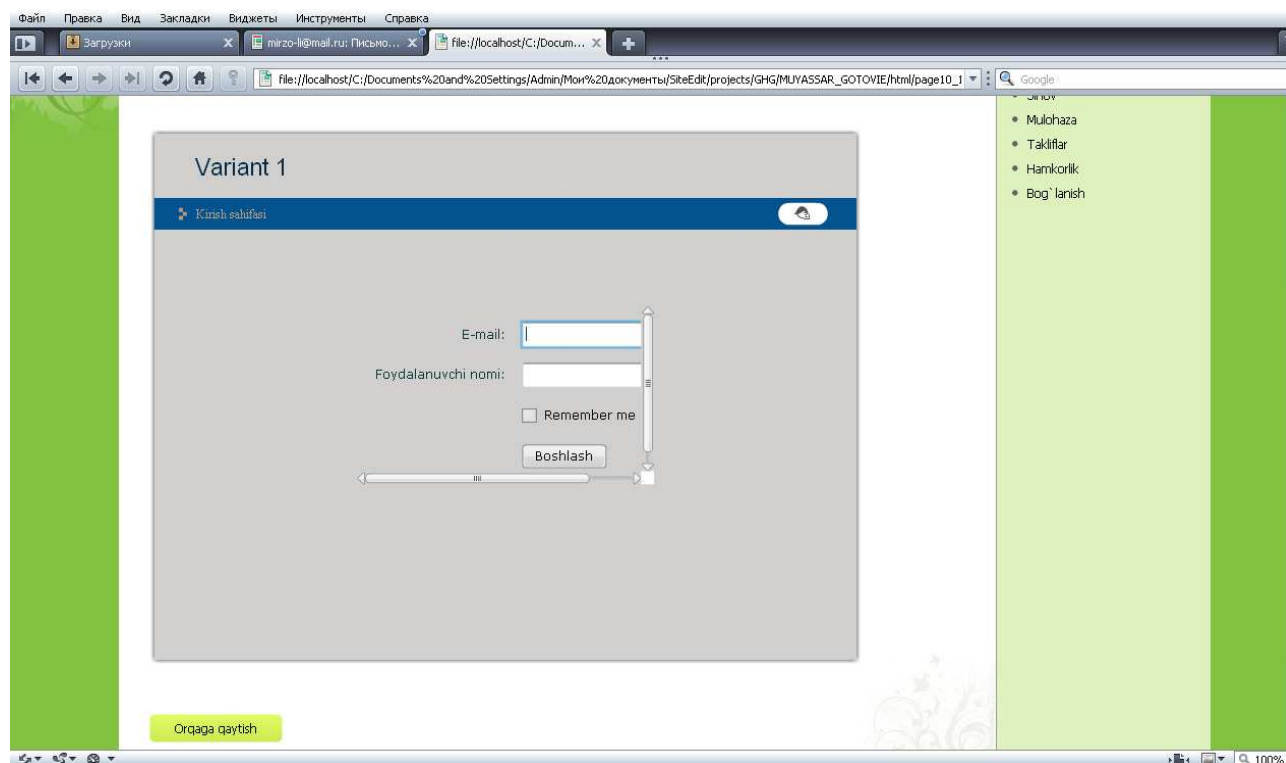 Файл Правка Вид Закладки Виджеты Инструменты Справка
Загрузки
mirzo-li@mail.ru: Письмо...
file://localhost/C:/Docum...
file://localhost/C:/Documents%20and%20Settings/Admin/Мои%20документы/SiteEdit/projects/GHG/MUYASSAR_GOTOVIE/html/page10_1
Google
Mulohaza
Takliflar
Hamkorlik
Bog`lanish
Variant 1
Kirish sahifasi
E-mail:
Foydalanuvchi nomi:
Remember me
Boshlash
Orqaga qaytish
100%